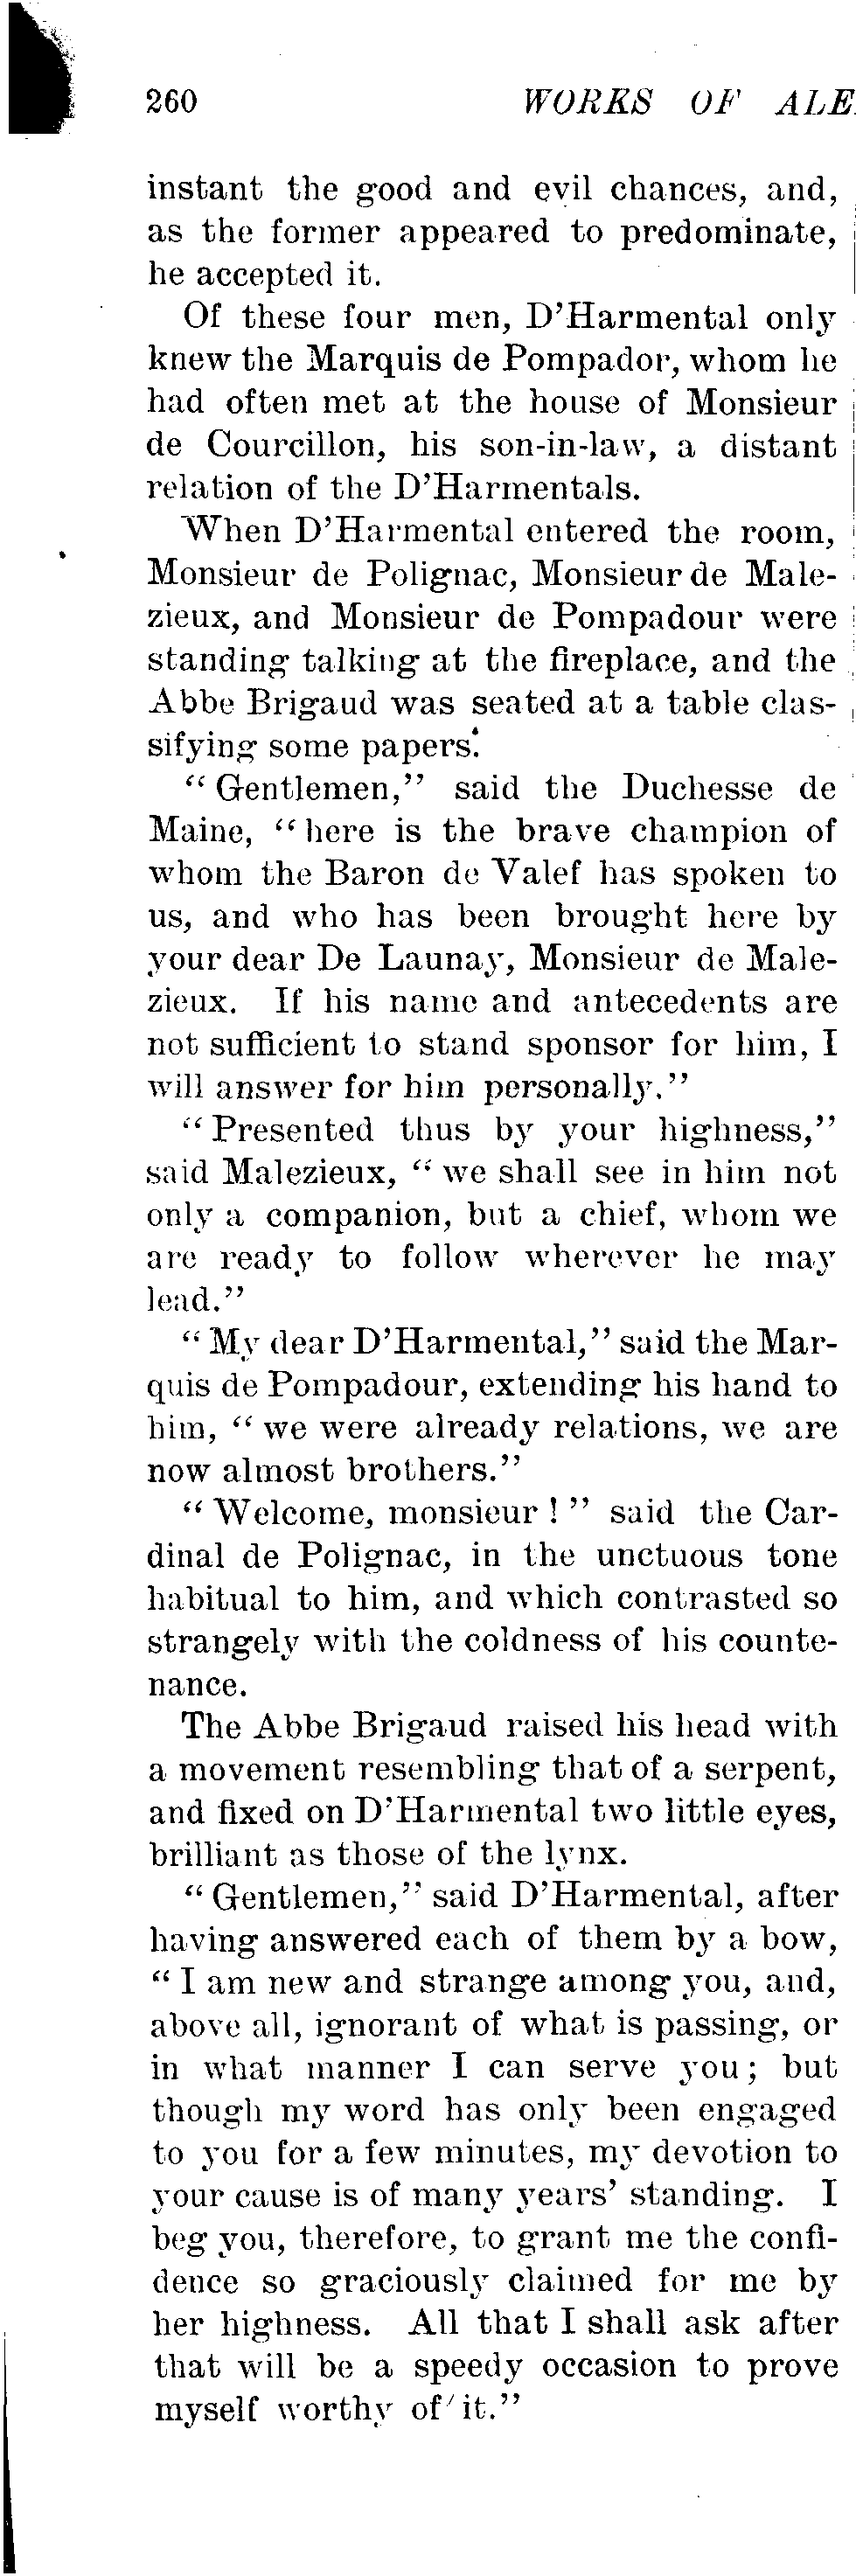 260 WORKS OF ALE
instant the good and evil chances, and,
as the former appeared to predominate,
he accepted it.
Of these four men, D'Harmental only
knew the Marquis de Pompador, whom he
had often met at the house of Monsieur
de Courcillon, his son-in-law, a distant
relation of the D'Harmentals.
When D'Harmental entered the room,
Monsieur de Polignac, Monsieur de Male-
zieux, and Monsieur de Pompadour were
standing talking at the fireplace, and the
Abbe Brigaud was seated at a table clas-
sifying some papers.
"Gentlemen," said the Duchesse de
Maine, "here is the brave champion of
whom the Baron de Valef has spoken to
us, and who has been brought here by
your dear De Launay, Monsieur de Male-
zieux. If his name and antecedents are
not sufficient to stand sponsor for him, I
will answer for him personally."
"Presented thus by your highness,"
said Malezieux, "we shall see in him not
only a companion, but a chief, whom we
are ready to follow wherever he may
lead."
"My dear D'Harmental," said the Mar-
quis de Pompadour, extending his hand to
him, "we were already relations, we are
now almost brothers."
"Welcome, monsieur!" said the Car-
dinal de Polignac, in the unctuous tone
habitual to him, and which contrasted so
strangely with the coldness of his counte-
nance.
The Abbe Brigaud raised his head with
a movement resembling that of a serpent,
and fixed on D'Harmental two little eyes,
brilliant as those of the lynx.
"Gentlemen," said D'Harmental, after
having answered each of them by a bow,
"I am new and strange among you, and,
above all, ignorant of what is passing, or
in what manner I can serve you; but
though my word has only been engaged
to you for a few minutes, my devotion to
your cause is of many years' standing. I
beg you, therefore, to grant me the confi-
dence so graciously claimed for me by
her highness. All that I shall ask after
that will be a speedy occasion to prove
myself worthy of it."